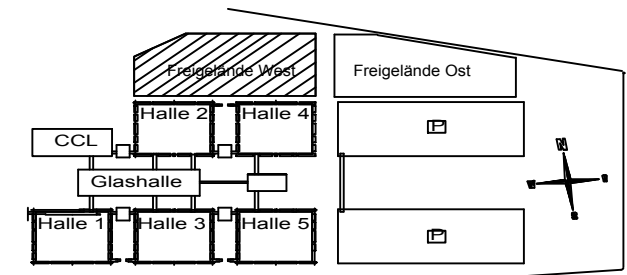 Freigelände West
Freigelände Ost
Halle 2
Halle 4
P
CCL
N
Glashalle
Halle 1
Halle 3
Halle 5
P